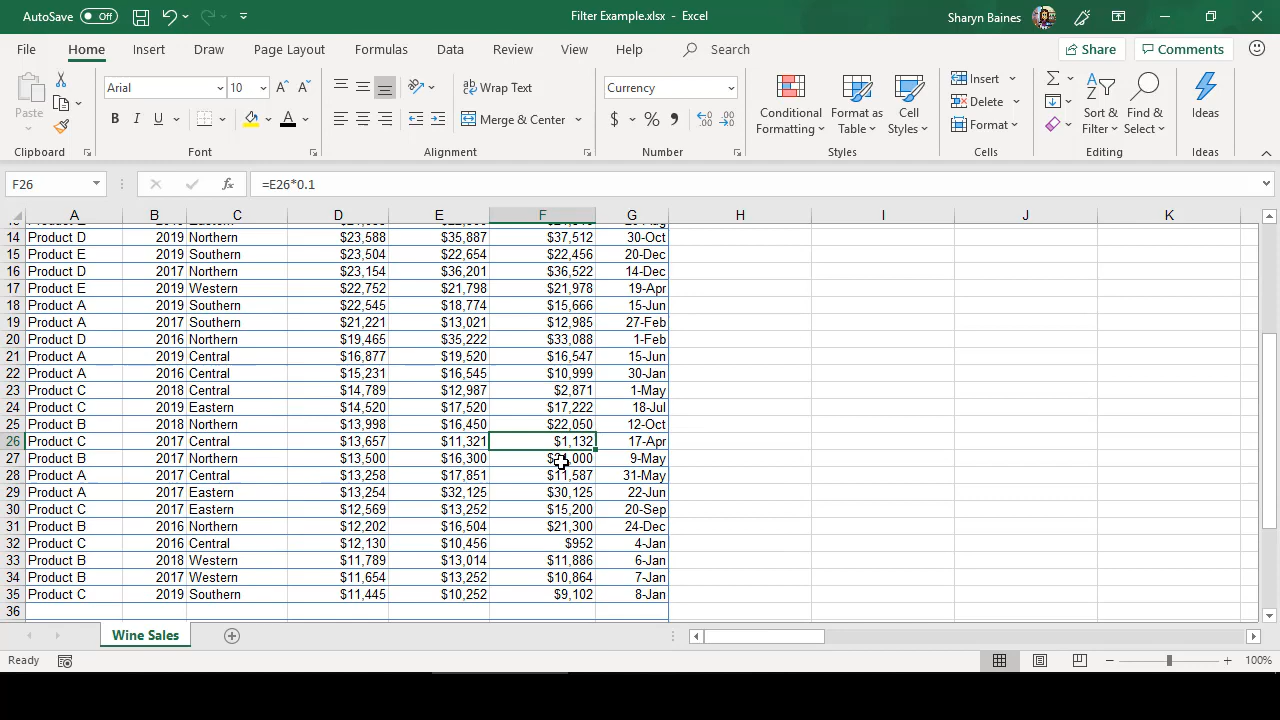 AutoSave Off Filter Example.xlsx - Excel Sharyn Baines
File Home Insert Draw Page Layout Formulas Data Review View Help Search Share Comments
Paste Arial 10 Wrap Text Currency Conditional Formatting Format as Table Cell Styles Insert Sort & Filter Find & Select Ideas
B I U Merge & Center $ % Delete
Format
Clipboard Font Alignment Number Styles Cells Editing Ideas
F26 fx =E26*0.1
A B C D E F G H I J K
14 Product D 2019 Northern $23,588 $35,887 $37,512 30-Oct
15 Product E 2019 Southern $23,504 $22,654 $22,456 20-Dec
16 Product D 2017 Northern $23,154 $36,201 $36,522 14-Dec
17 Product E 2019 Western $22,752 $21,798 $21,978 19-Apr
18 Product A 2019 Southern $22,545 $18,774 $15,666 15-Jun
19 Product A 2017 Southern $21,221 $13,021 $12,985 27-Feb
20 Product D 2016 Northern $19,465 $35,222 $33,088 1-Feb
21 Product A 2019 Central $16,877 $19,520 $16,547 15-Jun
22 Product A 2016 Central $15,231 $16,545 $10,999 30-Jan
23 Product C 2018 Central $14,789 $12,987 $2,871 1-May
24 Product C 2019 Eastern $14,520 $17,520 $17,222 18-Jul
25 Product B 2018 Northern $13,998 $16,450 $22,050 12-Oct
26 Product C 2017 Central $13,657 $11,321 $1,132 17-Apr
27 Product B 2017 Northern $13,500 $16,300 9-May
28 Product A 2017 Central $13,258 $17,851 $11,587 31-May
29 Product A 2017 Eastern $13,254 $32,125 $30,125 22-Jun
30 Product C 2017 Eastern $12,569 $13,252 $15,200 20-Sep
31 Product B 2016 Northern $12,202 $16,504 $21,300 24-Dec
32 Product C 2016 Central $12,130 $10,456 $952 4-Jan
33 Product B 2018 Western $11,789 $13,014 $11,886 6-Jan
34 Product B 2017 Western $11,654 $13,252 $10,864 7-Jan
35 Product C 2019 Southern $11,445 $10,252 $9,102 8-Jan
36
Wine Sales
Ready 100%